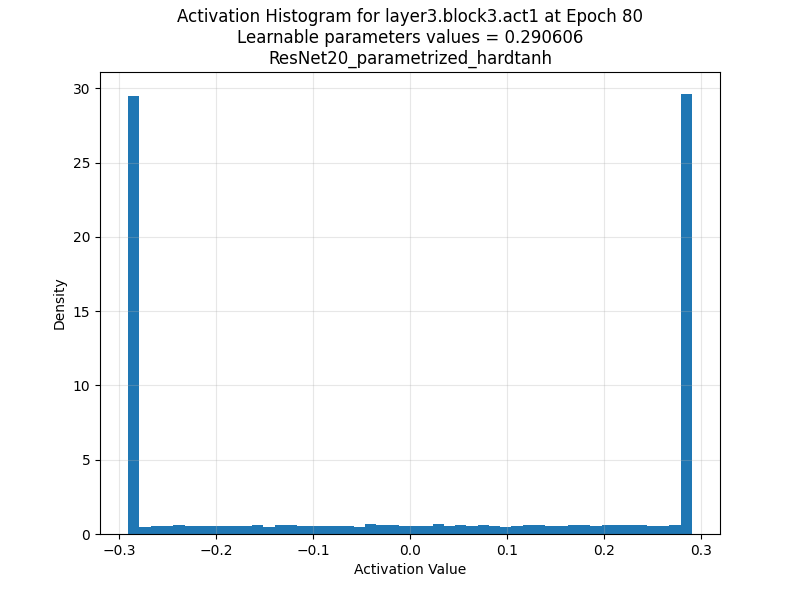 Activation Histogram for layer3.block3.act1 at Epoch 80
Learnable parameters values = 0.290606
ResNet20_parametrized_hardtanh
30
25
20
15
10
5
0
Density
−0.3 −0.2 −0.1 0.0 0.1 0.2 0.3
Activation Value